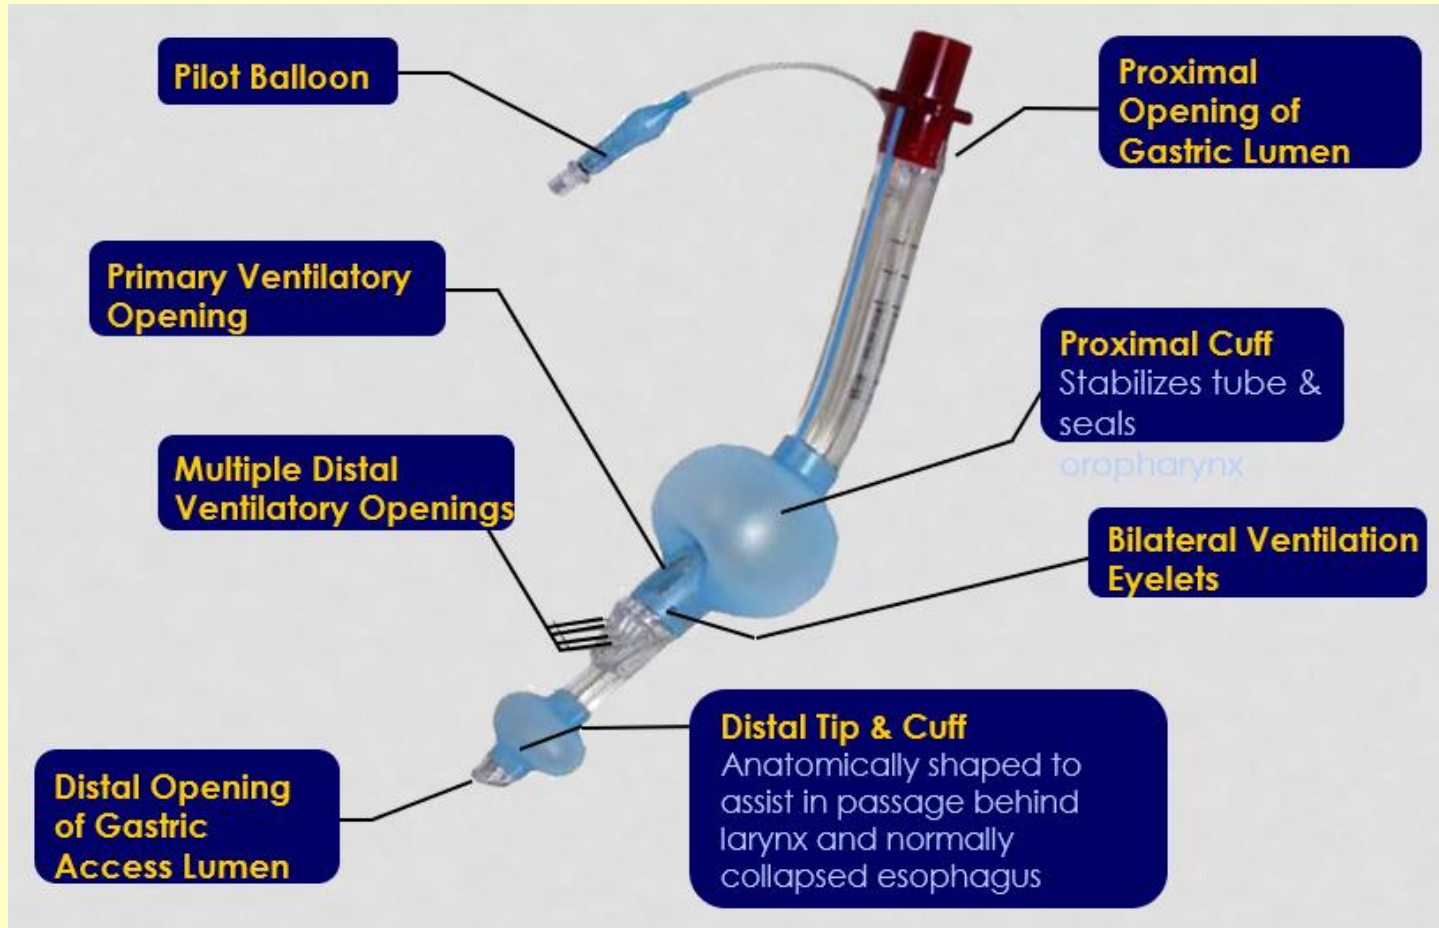 Pilot Balloon
Proximal
Opening of
Gastric Lumen
Primary Ventilatory
Opening
Proximal Cuff
Stabilizes tube &
seals
oropharynx
Multiple Distal
Ventilatory Openings
Bilateral Ventilation
Eyelets
Distal Tip & Cuff
Anatomically shaped to
assist in passage behind
larynx and normally
collapsed esophagus
Distal Opening
of Gastric
Access Lumen